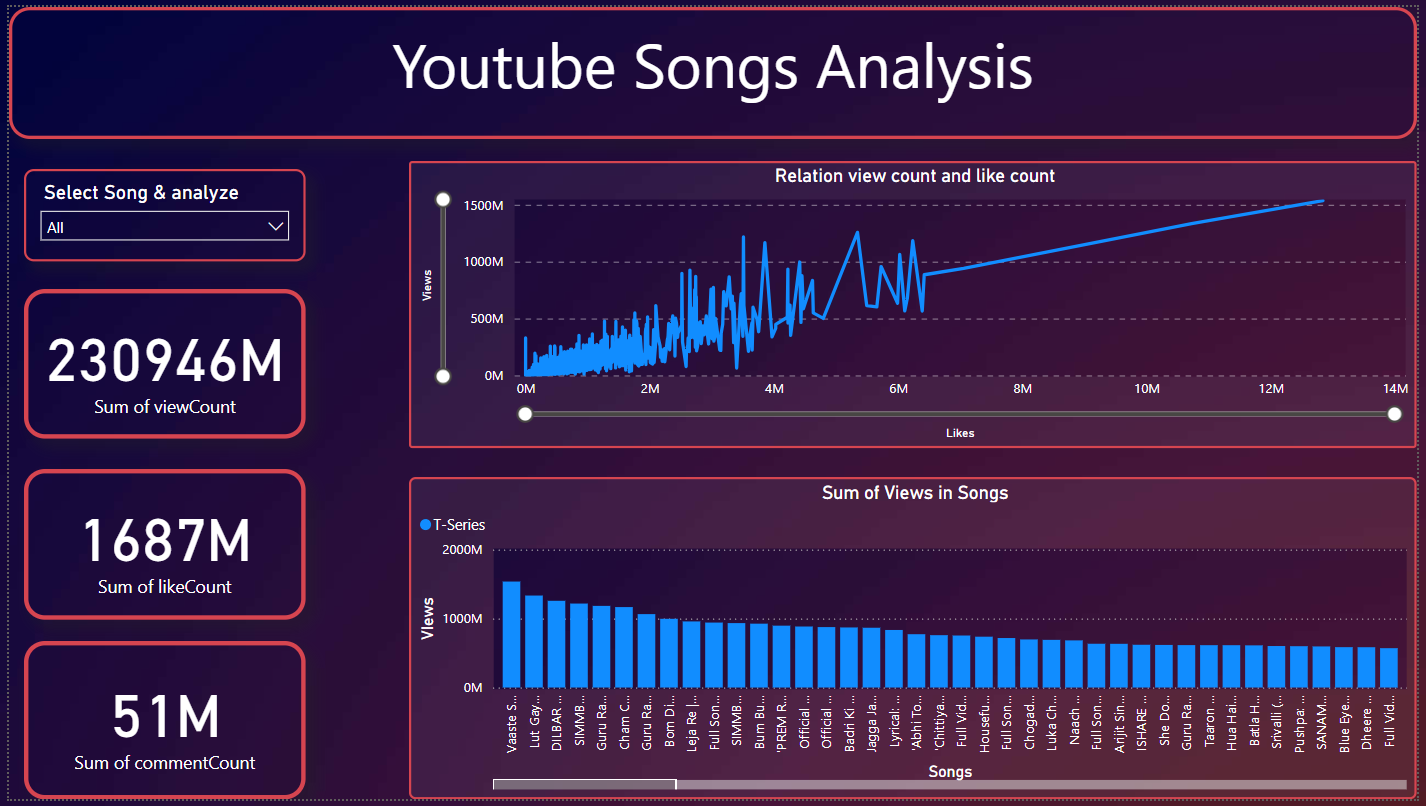 Youtube Songs Analysis
Select Song & analyze
All
230946M
Sum of viewCount
1687M
Sum of likeCount
51M
Sum of commentCount
Relation view count and like count
Views
1500M
1000M
500M
0M
0M 2M 4M 6M 8M 10M 12M 14M
Likes
Sum of Views in Songs
T-Series
VIews
2000M
1000M
0M
Vaaste S...
Lut Gay...
DILBAR ...
SIMMB...
Guru Ra...
Cham C...
Guru Ra...
Bom Di...
Leja Re |...
Full Son...
SIMMB...
Bum Bu...
'PREM R...
Official ...
Official ...
Badri Ki ...
Jagga Ja...
Lyrical: ...
'Abhi To...
'Chittiya...
Full Vid...
Housefu...
Full Son...
Chogad...
Luka Ch...
Naach ...
Full Son...
Arijit Sin...
ISHARE ...
She Do...
Guru Ra...
Taaron ...
Hua Hai...
Batla H...
Srivalli (...
Pushpa: ...
SANAM...
Blue Eye...
Dheere ...
Full Vid...
Songs